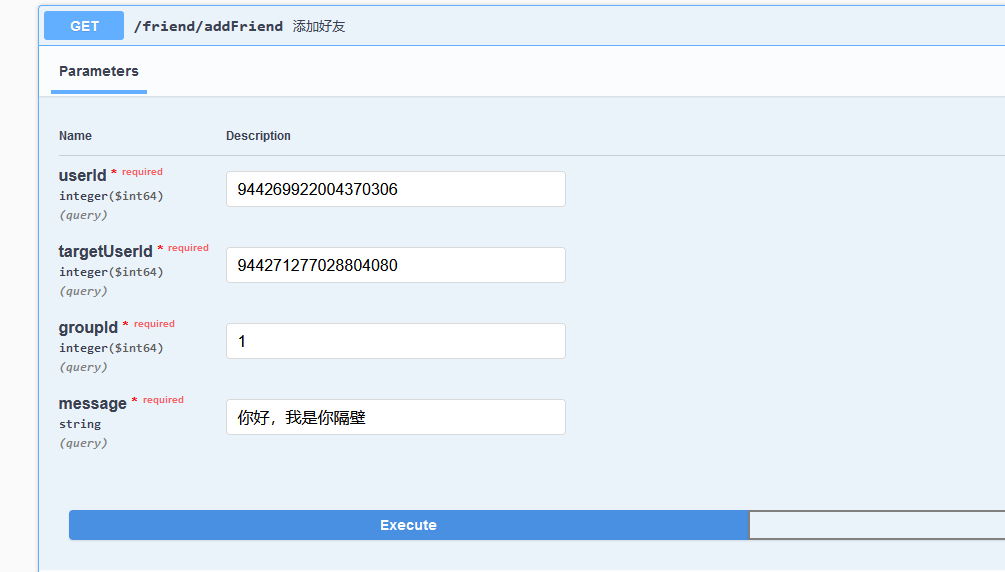 GET /friend/addFriend 添加好友
Parameters
Name Description
userId * required
integer($int64)
(query)
944269922004370306
targetUserId * required
integer($int64)
(query)
944271277028804080
groupId * required
integer($int64)
(query)
1
message * required
string
(query)
你好，我是你隔壁
Execute